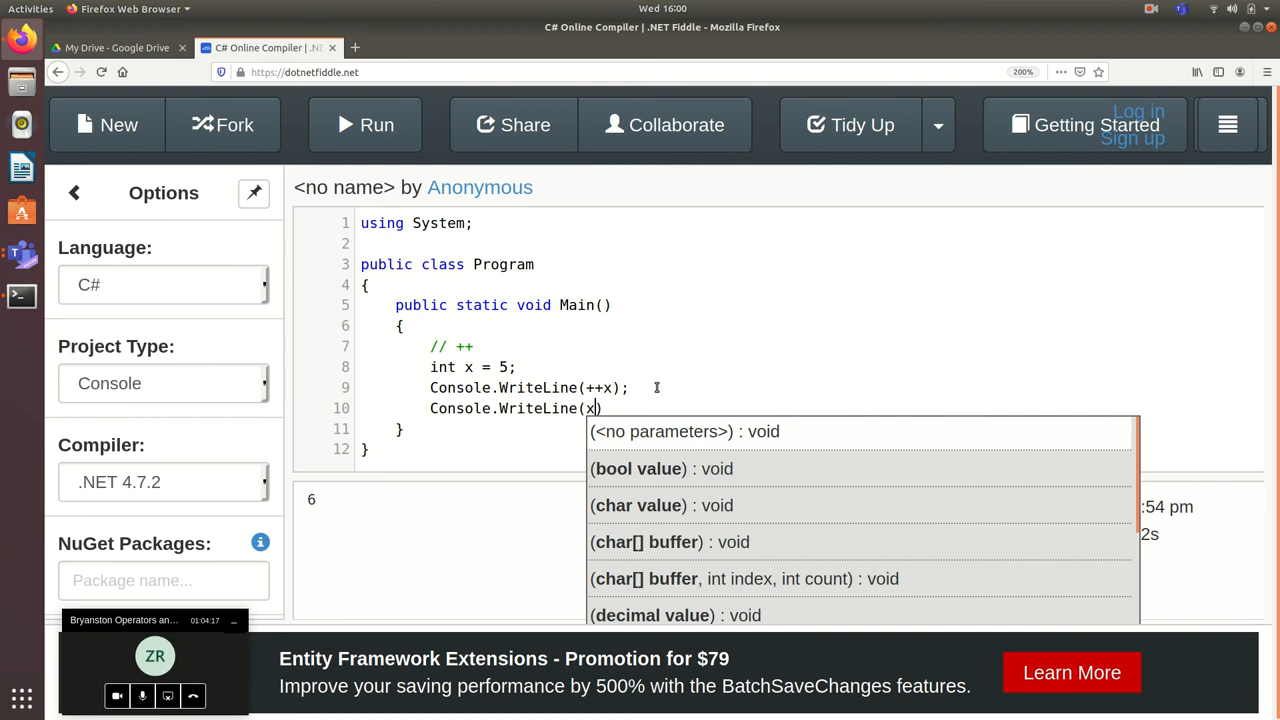 Activities
Firefox Web Browser
Wed 16:00
C# Online Compiler | .NET Fiddle - Mozilla Firefox
My Drive - Google Drive
C# Online Compiler | .NE
https://dotnetfiddle.net
200%
New
Fork
Run
Share
Collaborate
Tidy Up
Getting Started
Log in
Sign up
Options
<no name> by Anonymous
Language:
C#
Project Type:
Console
Compiler:
.NET 4.7.2
NuGet Packages:
Package name...
1 using System;
2
3 public class Program
4 {
5 public static void Main()
6 {
7 // ++
8 int x = 5;
9 Console.WriteLine(++x);
10 Console.WriteLine(x)
11 }
12 }
(<no parameters>) : void
(bool value) : void
(char value) : void
(char[] buffer) : void
(char[] buffer, int index, int count) : void
(decimal value) : void
6
:54 pm
2s
Bryanston Operators an...
01:04:17
ZR
Entity Framework Extensions - Promotion for $79
Improve your saving performance by 500% with the BatchSaveChanges features.
Learn More